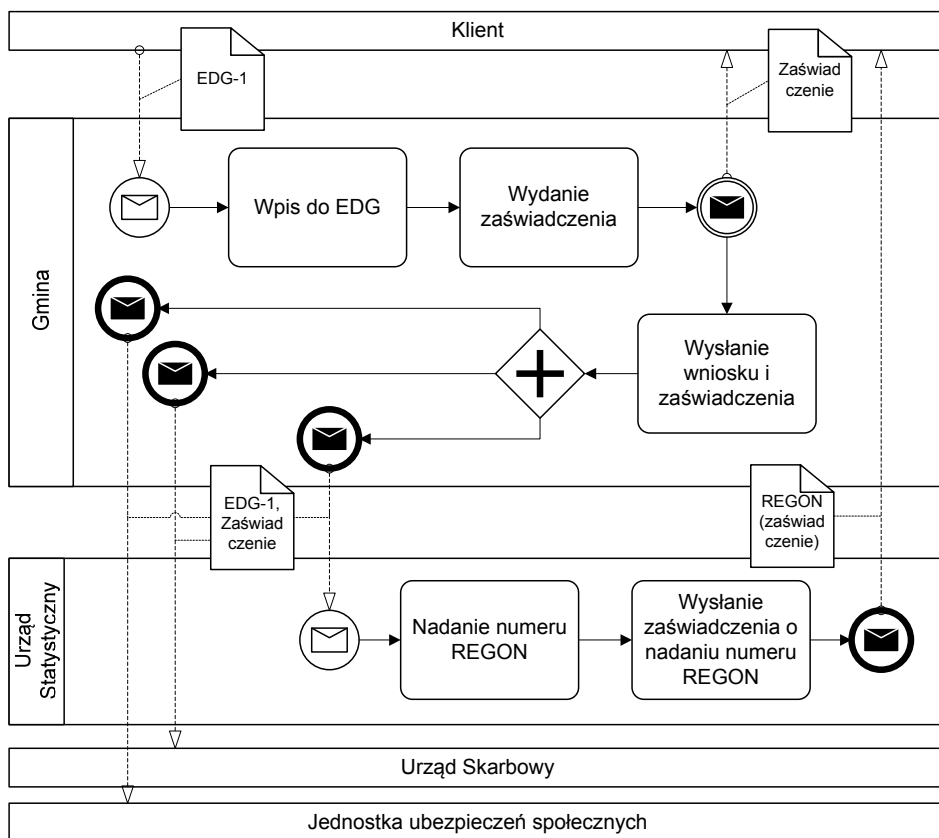 Klient
EDG-1
Zaświad
czenie
Gmina
Wpis do EDG
Wydanie
zaświadczenia
Wysłanie
wniosku i
zaświadczenia
EDG-1,
Zaświad
czenie
REGON
(zaświad
czenie)
Urząd
Statystyczny
Nadanie numeru
REGON
Wysłanie
zaświadczenia o
nadaniu numeru
REGON
Urząd Skarbowy
Jednostka ubezpieczeń społecznych